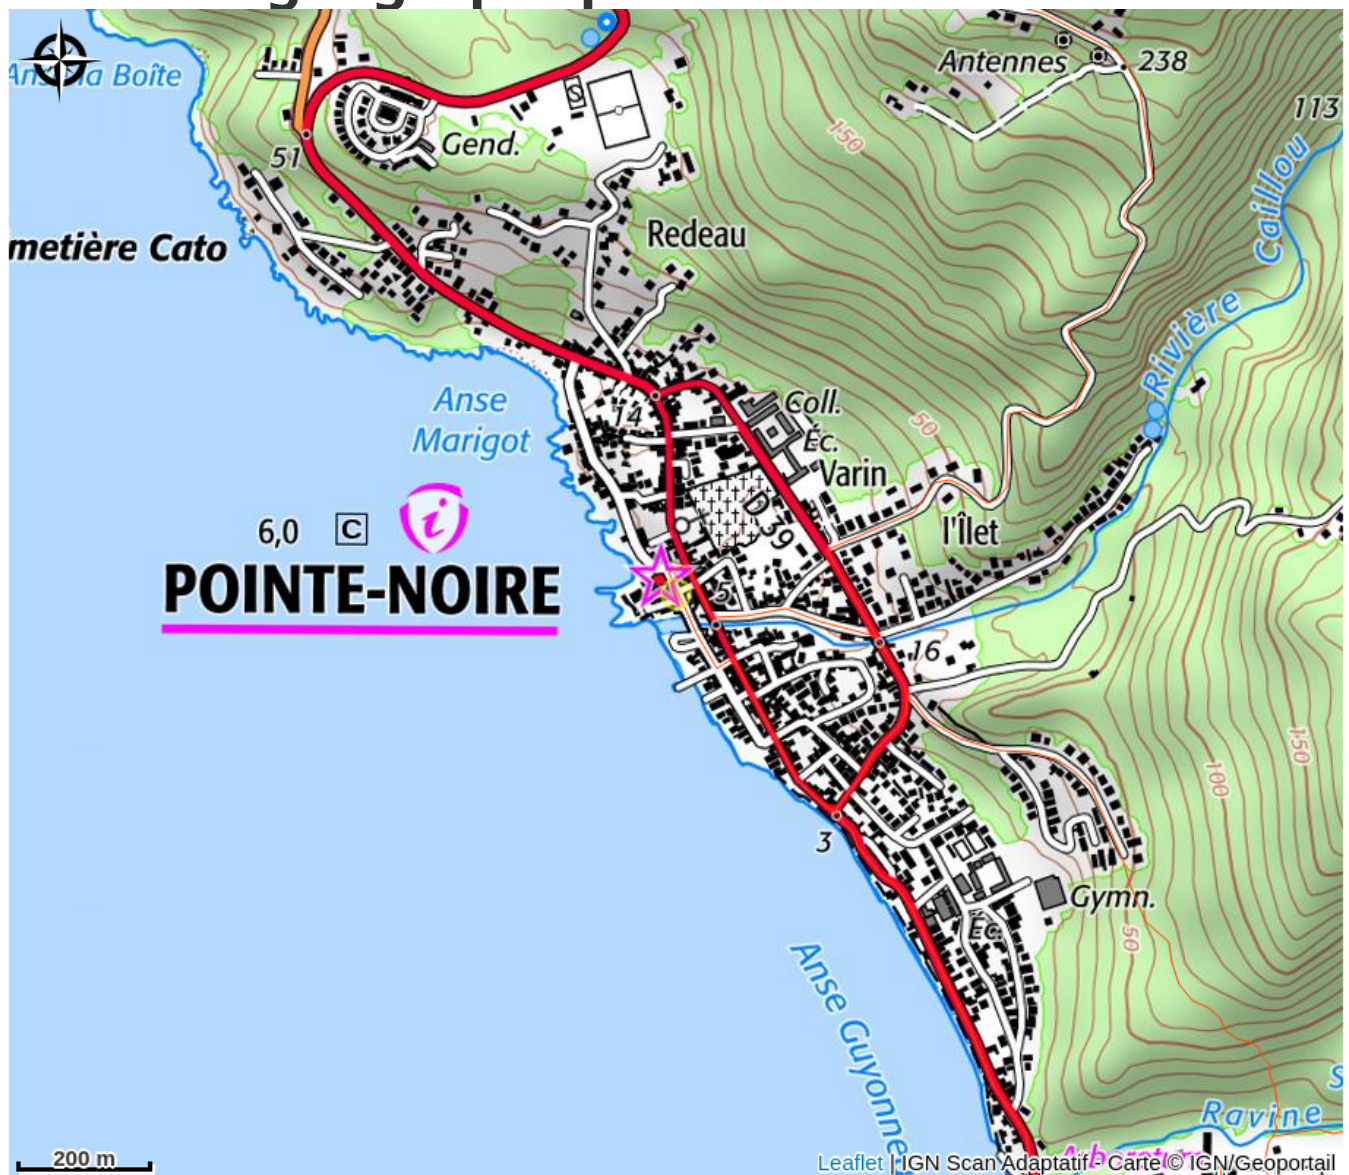 Antennes
238
113
51
Gend.
S
Redeau
metière Cato
Rivière Caillou
150
Anse
Marigot
14
Coll.
Éc.
Varin
50
D 39
l'Îlet
6,0 C i
POINTE-NOIRE
5
16
150
100
3
Gymn.
Éc.
50
Anse Guyonne
Ravine
S
200 m
Leaflet | IGN Scan Adaptatif - Carte © IGN/Geoportail